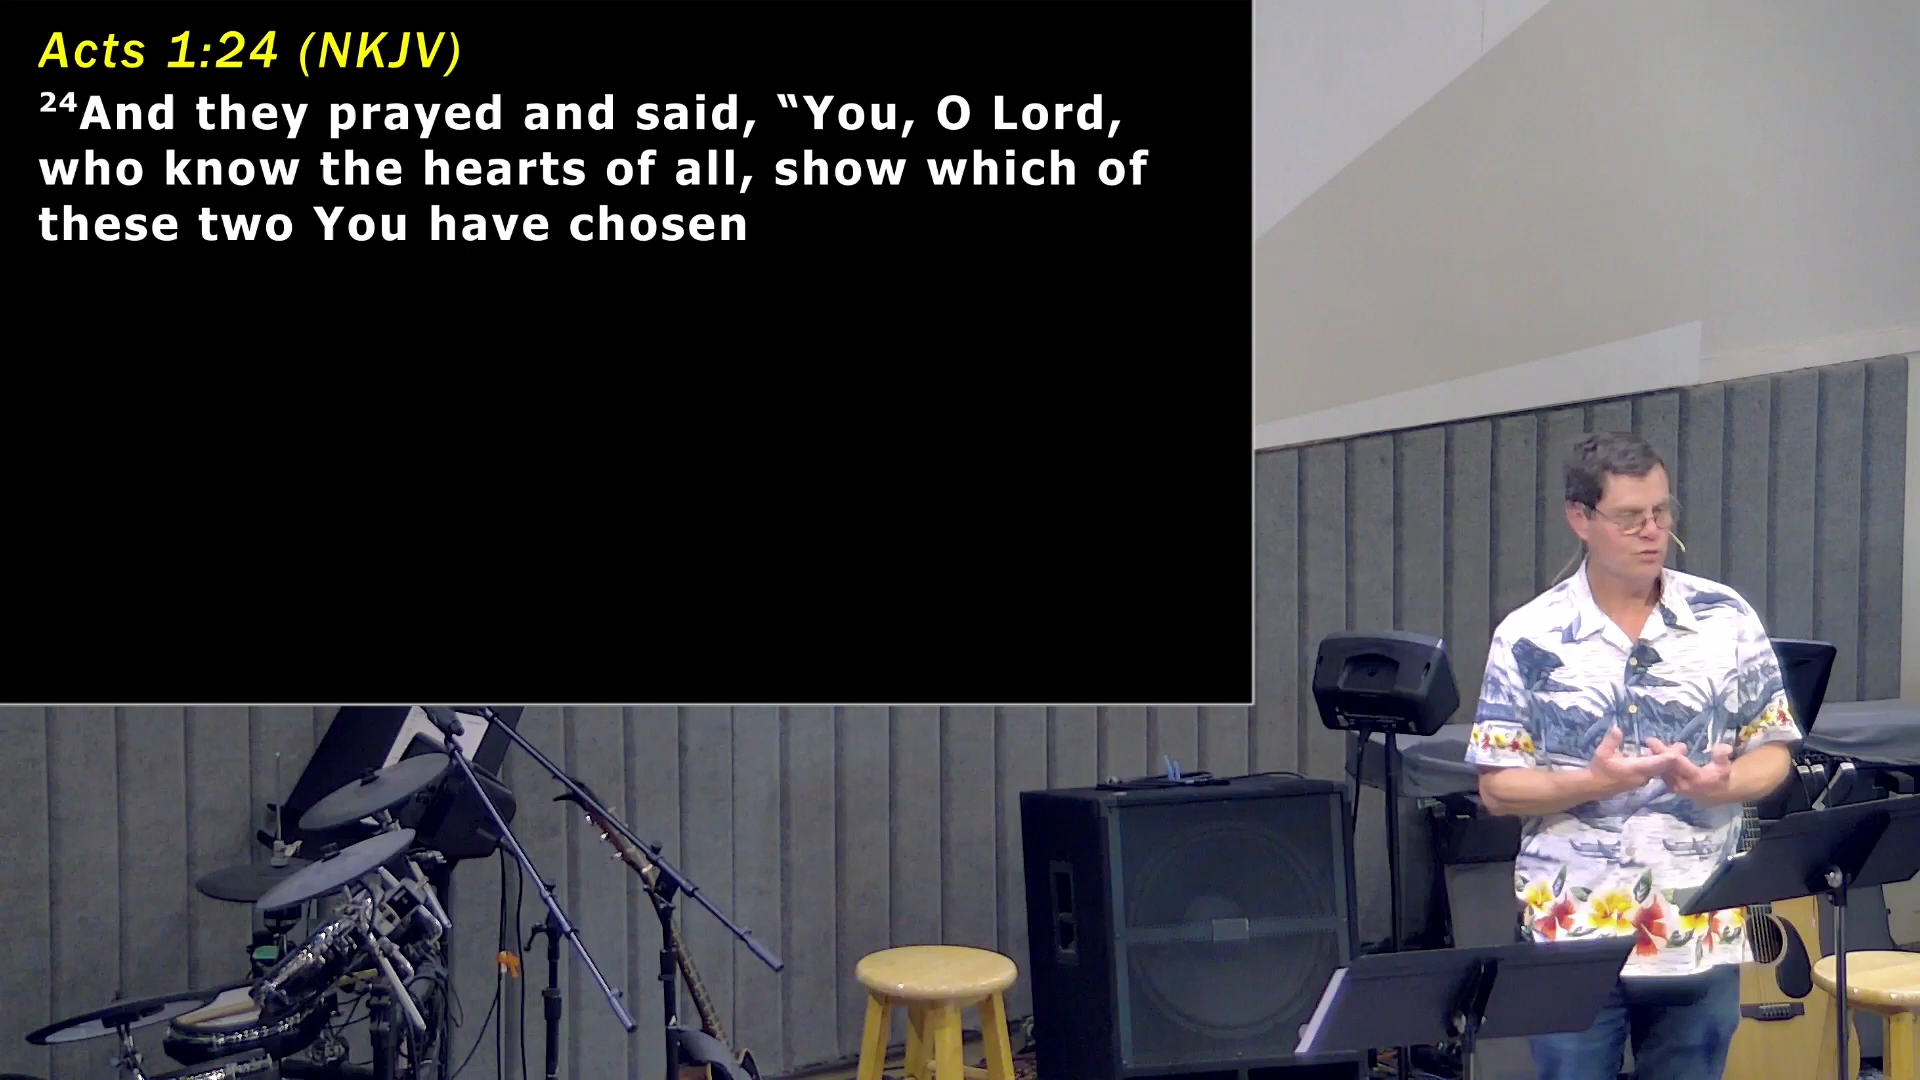 Acts 1:24 (NKJV)
²⁴And they prayed and said, “You, O Lord,
who know the hearts of all, show which of
these two You have chosen